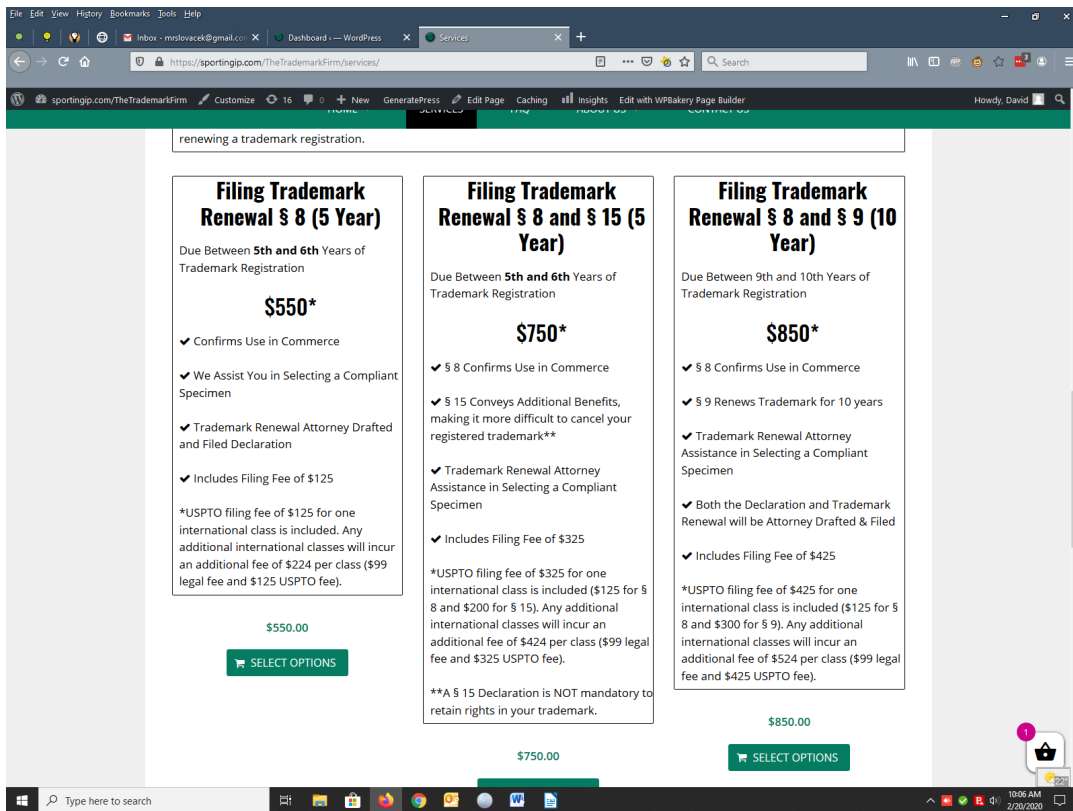 File Edit View History Bookmarks Tools Help
Inbox - mrslovacek@gmail.co
Dashboard ‹ — WordPress
Services
https://sportingip.com/TheTrademarkFirm/services/
Search
3
sportingip.com/TheTrademarkFirm
Customize
16
0
New
GeneratePress
Edit Page
Caching
Insights
Edit with WPBakery Page Builder
Howdy, David
HOME
SERVICES
FAQ
ABOUT US
CONTACT US
renewing a trademark registration.
Filing Trademark
Renewal § 8 (5 Year)
Due Between 5th and 6th Years of
Trademark Registration
$550*
✔ Confirms Use in Commerce
✔ We Assist You in Selecting a Compliant
Specimen
✔ Trademark Renewal Attorney Drafted
and Filed Declaration
✔ Includes Filing Fee of $125
*USPTO filing fee of $125 for one
international class is included. Any
additional international classes will incur
an additional fee of $224 per class ($99
legal fee and $125 USPTO fee).
$550.00
SELECT OPTIONS
Filing Trademark
Renewal § 8 and § 15 (5
Year)
Due Between 5th and 6th Years of
Trademark Registration
$750*
✔ § 8 Confirms Use in Commerce
✔ § 15 Conveys Additional Benefits,
making it more difficult to cancel your
registered trademark**
✔ Trademark Renewal Attorney
Assistance in Selecting a Compliant
Specimen
✔ Includes Filing Fee of $325
*USPTO filing fee of $325 for one
international class is included ($125 for §
8 and $200 for § 15). Any additional
international classes will incur an
additional fee of $424 per class ($99 legal
fee and $325 USPTO fee).
**A § 15 Declaration is NOT mandatory to
retain rights in your trademark.
$750.00
Filing Trademark
Renewal § 8 and § 9 (10
Year)
Due Between 9th and 10th Years of
Trademark Registration
$850*
✔ § 8 Confirms Use in Commerce
✔ § 9 Renews Trademark for 10 years
✔ Trademark Renewal Attorney
Assistance in Selecting a Compliant
Specimen
✔ Both the Declaration and Trademark
Renewal will be Attorney Drafted & Filed
✔ Includes Filing Fee of $425
*USPTO filing fee of $425 for one
international class is included ($125 for §
8 and $300 for § 9). Any additional
international classes will incur an
additional fee of $524 per class ($99 legal
fee and $425 USPTO fee).
$850.00
SELECT OPTIONS
1
22°
Type here to search
10:06 AM
2/20/2020